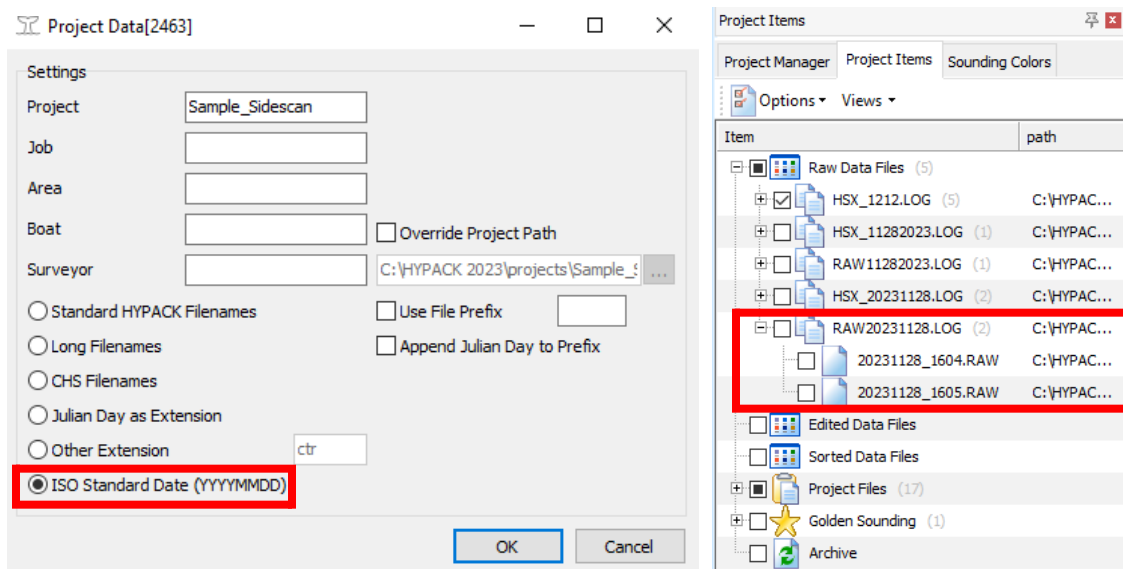 Project Data[2463]
Settings
Project
Sample_Sidescan
Job
Area
Boat
Override Project Path
Surveyor
C:\HYPACK 2023\projects\Sample_S
...
Standard HYPACK Filenames
Use File Prefix
Long Filenames
Append Julian Day to Prefix
CHS Filenames
Julian Day as Extension
Other Extension
ctr
ISO Standard Date (YYYYMMDD)
OK
Cancel
Project Items
Project Manager
Project Items
Sounding Colors
Options
Views
Item
path
Raw Data Files (5)
HSX_1212.LOG (5) C:\HYPAC...
HSX_11282023.LOG (1) C:\HYPAC...
RAW11282023.LOG (1) C:\HYPAC...
HSX_20231128.LOG (2) C:\HYPAC...
RAW20231128.LOG (2) C:\HYPAC...
20231128_1604.RAW C:\HYPAC...
20231128_1605.RAW C:\HYPAC...
Edited Data Files
Sorted Data Files
Project Files (17)
Golden Sounding (1)
Archive